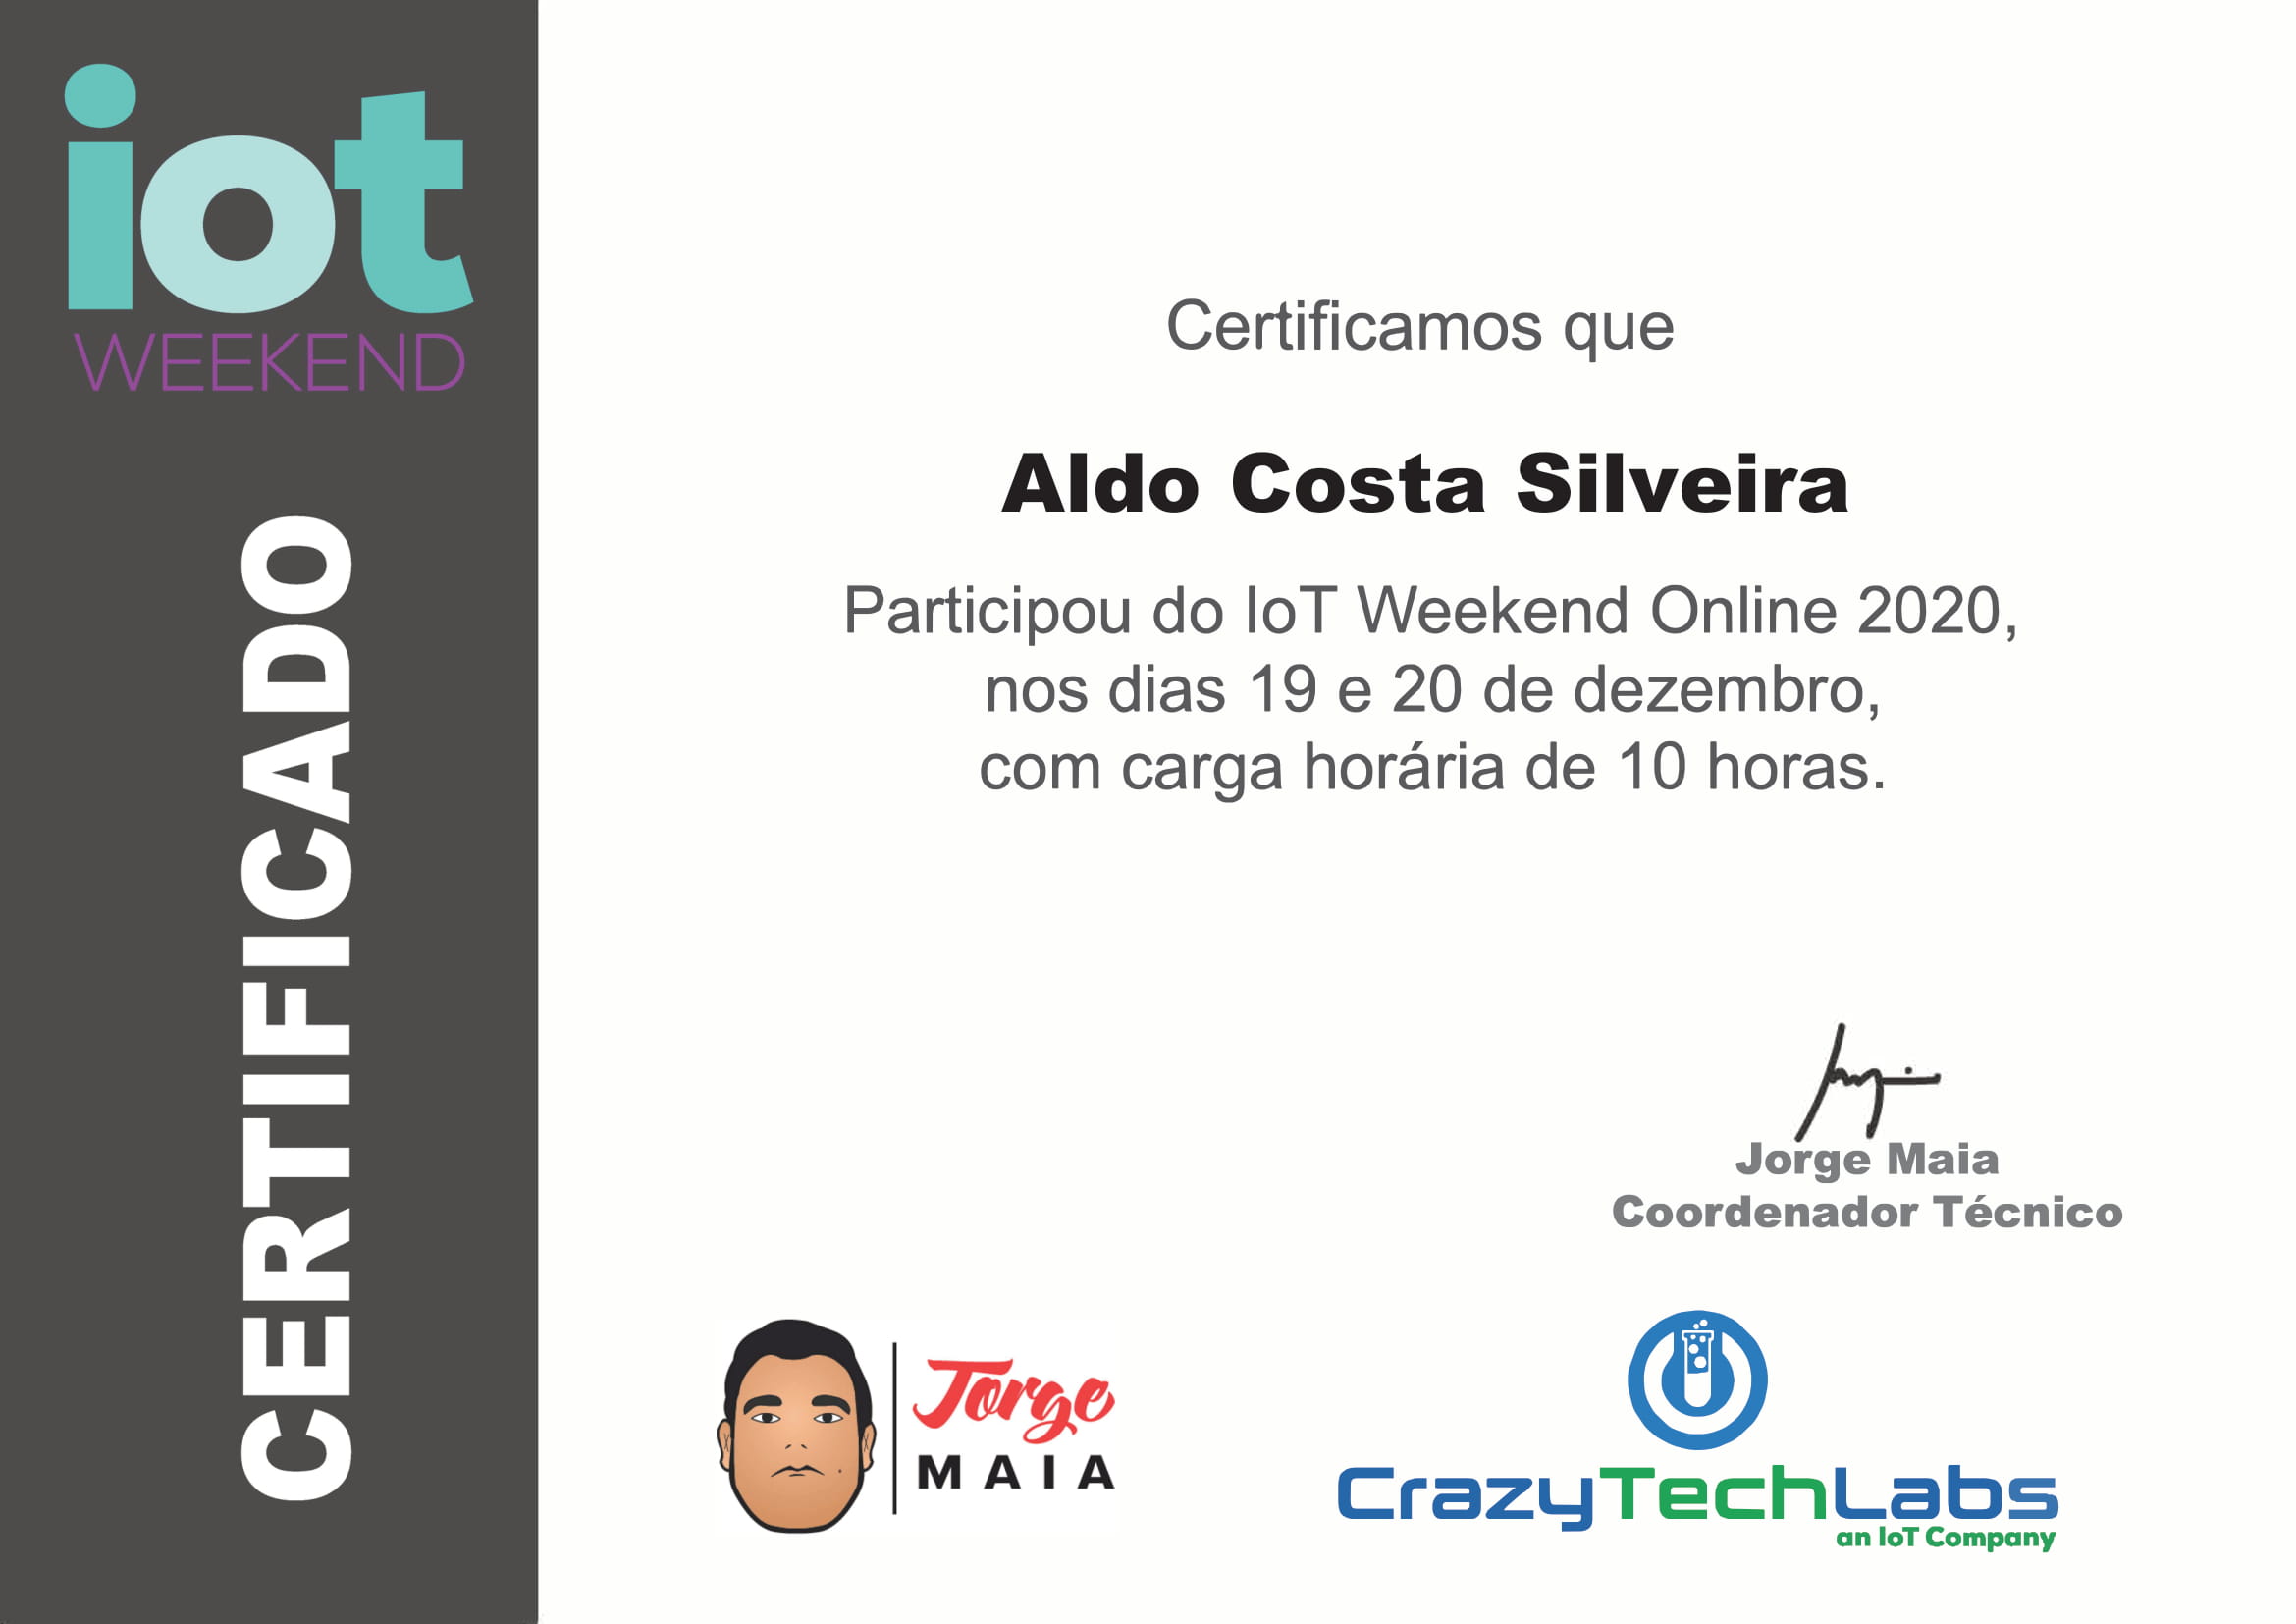 iot
WEEKEND
CERTIFICADO
Certificamos que
Aldo Costa Silveira
Participou do IoT Weekend Online 2020,
nos dias 19 e 20 de dezembro,
com carga horária de 10 horas.
Jorge Maia
Coordenador Técnico
Jorge
MAIA
CrazyTechLabs
an IoT Company